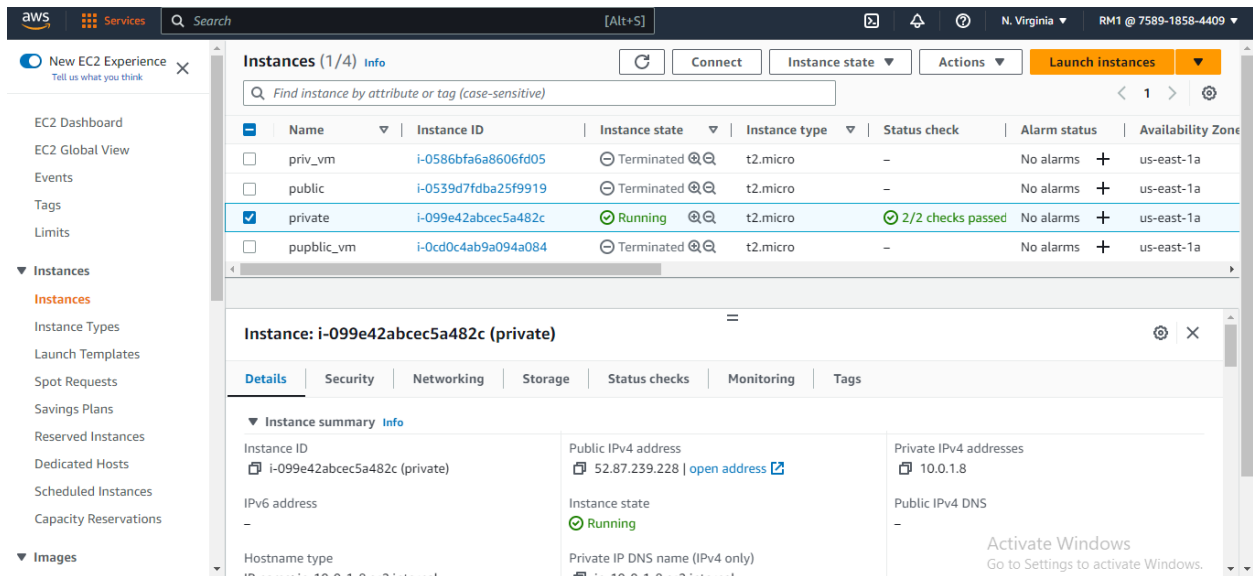 aws Services Search [Alt+S] N. Virginia ▼ RM1 @ 7589-1858-4409 ▼
New EC2 Experience
Tell us what you think
EC2 Dashboard
EC2 Global View
Events
Tags
Limits
▼ Instances
Instances
Instance Types
Launch Templates
Spot Requests
Savings Plans
Reserved Instances
Dedicated Hosts
Scheduled Instances
Capacity Reservations
▼ Images
Instances (1/4) Info Connect Instance state ▼ Actions ▼ Launch instances ▼
Find instance by attribute or tag (case-sensitive) < 1 >
Name Instance ID Instance state Instance type Status check Alarm status Availability Zone
priv_vm i-0586bfa6a8606fd05 Terminated t2.micro – No alarms + us-east-1a
public i-0539d7fdba25f9919 Terminated t2.micro – No alarms + us-east-1a
private i-099e42abcec5a482c Running t2.micro 2/2 checks passed No alarms + us-east-1a
pupblic_vm i-0cd0c4ab9a094a084 Terminated t2.micro – No alarms + us-east-1a
Instance: i-099e42abcec5a482c (private)
Details Security Networking Storage Status checks Monitoring Tags
▼ Instance summary Info
Instance ID
i-099e42abcec5a482c (private)
Public IPv4 address
52.87.239.228 | open address
Private IPv4 addresses
10.0.1.8
IPv6 address
–
Instance state
Running
Public IPv4 DNS
–
Hostname type
Private IP DNS name (IPv4 only)
Activate Windows
Go to Settings to activate Windows.